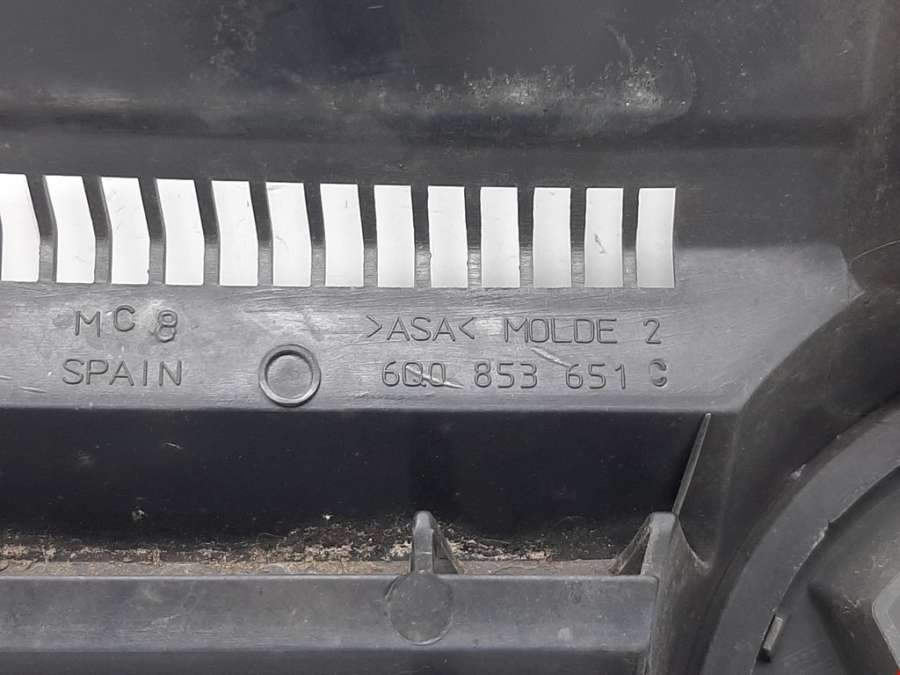 MC 8
>ASA< MOLDE 2
SPAIN
6Q0 853 651 C